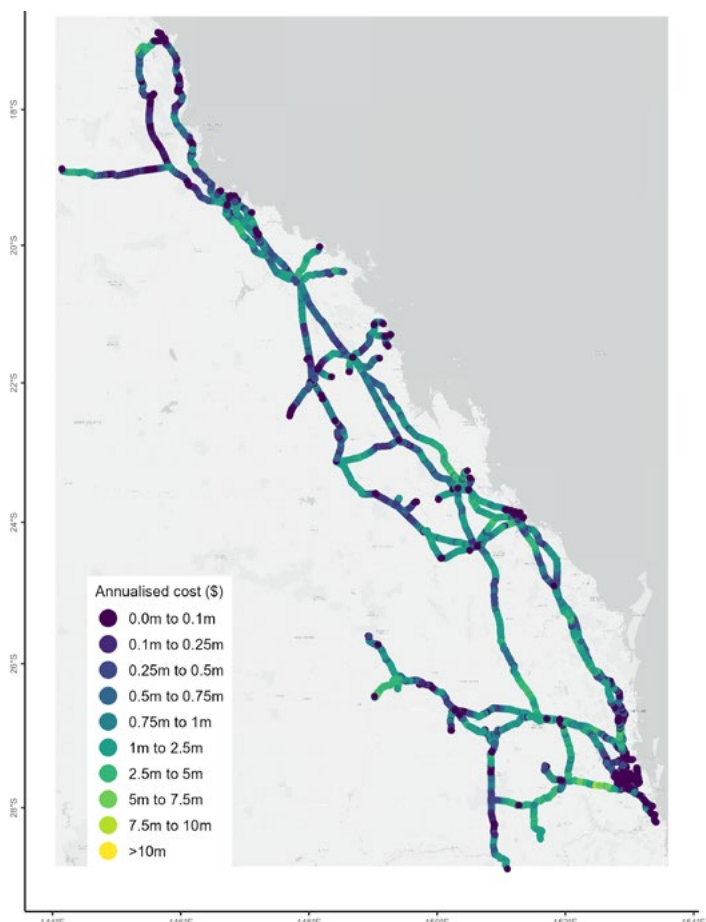 18°S
20°S
22°S
24°S
26°S
28°S
Annualised cost ($)
0.0m to 0.1m
0.1m to 0.25m
0.25m to 0.5m
0.5m to 0.75m
0.75m to 1m
1m to 2.5m
2.5m to 5m
5m to 7.5m
7.5m to 10m
>10m